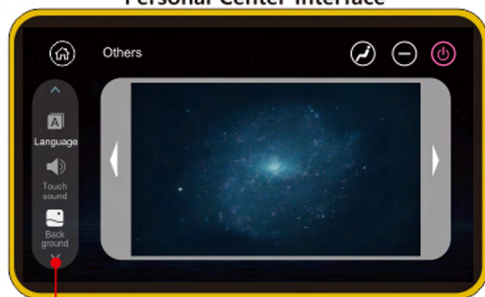 Personal Center Interface
Others
A
Language
Touch
sound
Back
ground